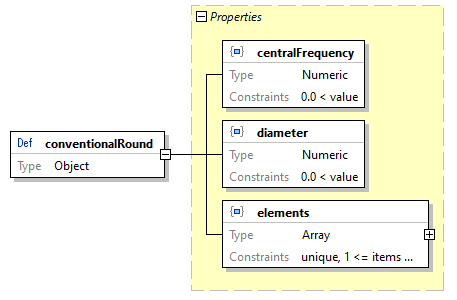 Properties
{} centralFrequency
Type Numeric
Constraints 0.0 < value
Def conventionalRound
Type Object
{} diameter
Type Numeric
Constraints 0.0 < value
{} elements
Type Array
Constraints unique, 1 <= items ...